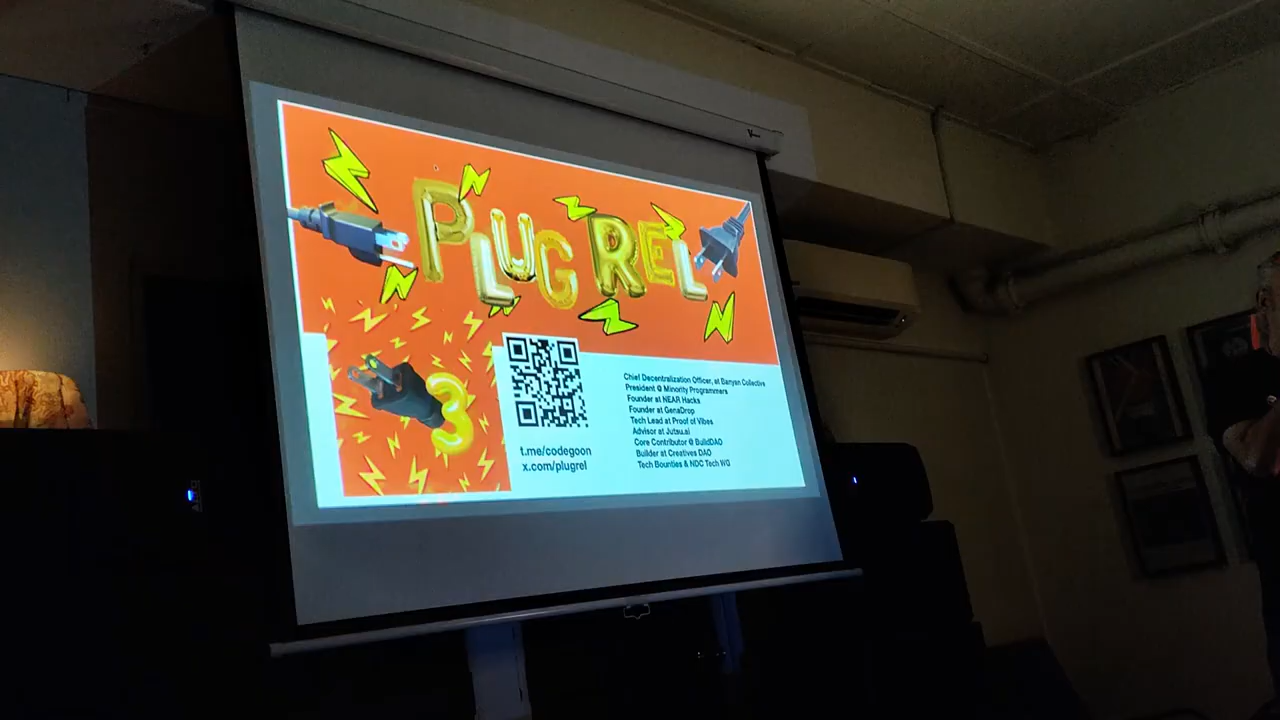 PLUG REL
3
t.me/codegoon
x.com/plugrel
Chief Decentralization Officer, at Banyan Collective
President @ Minority Programmers
Founder at NEAR Hacks
Founder at GenaDrop
Tech Lead at Proof of Vibes
Advisor at Jutsu.ai
Core Contributor @ BuildDAO
Builder at Creatives DAO
Tech Bounties & NDC Tech WG